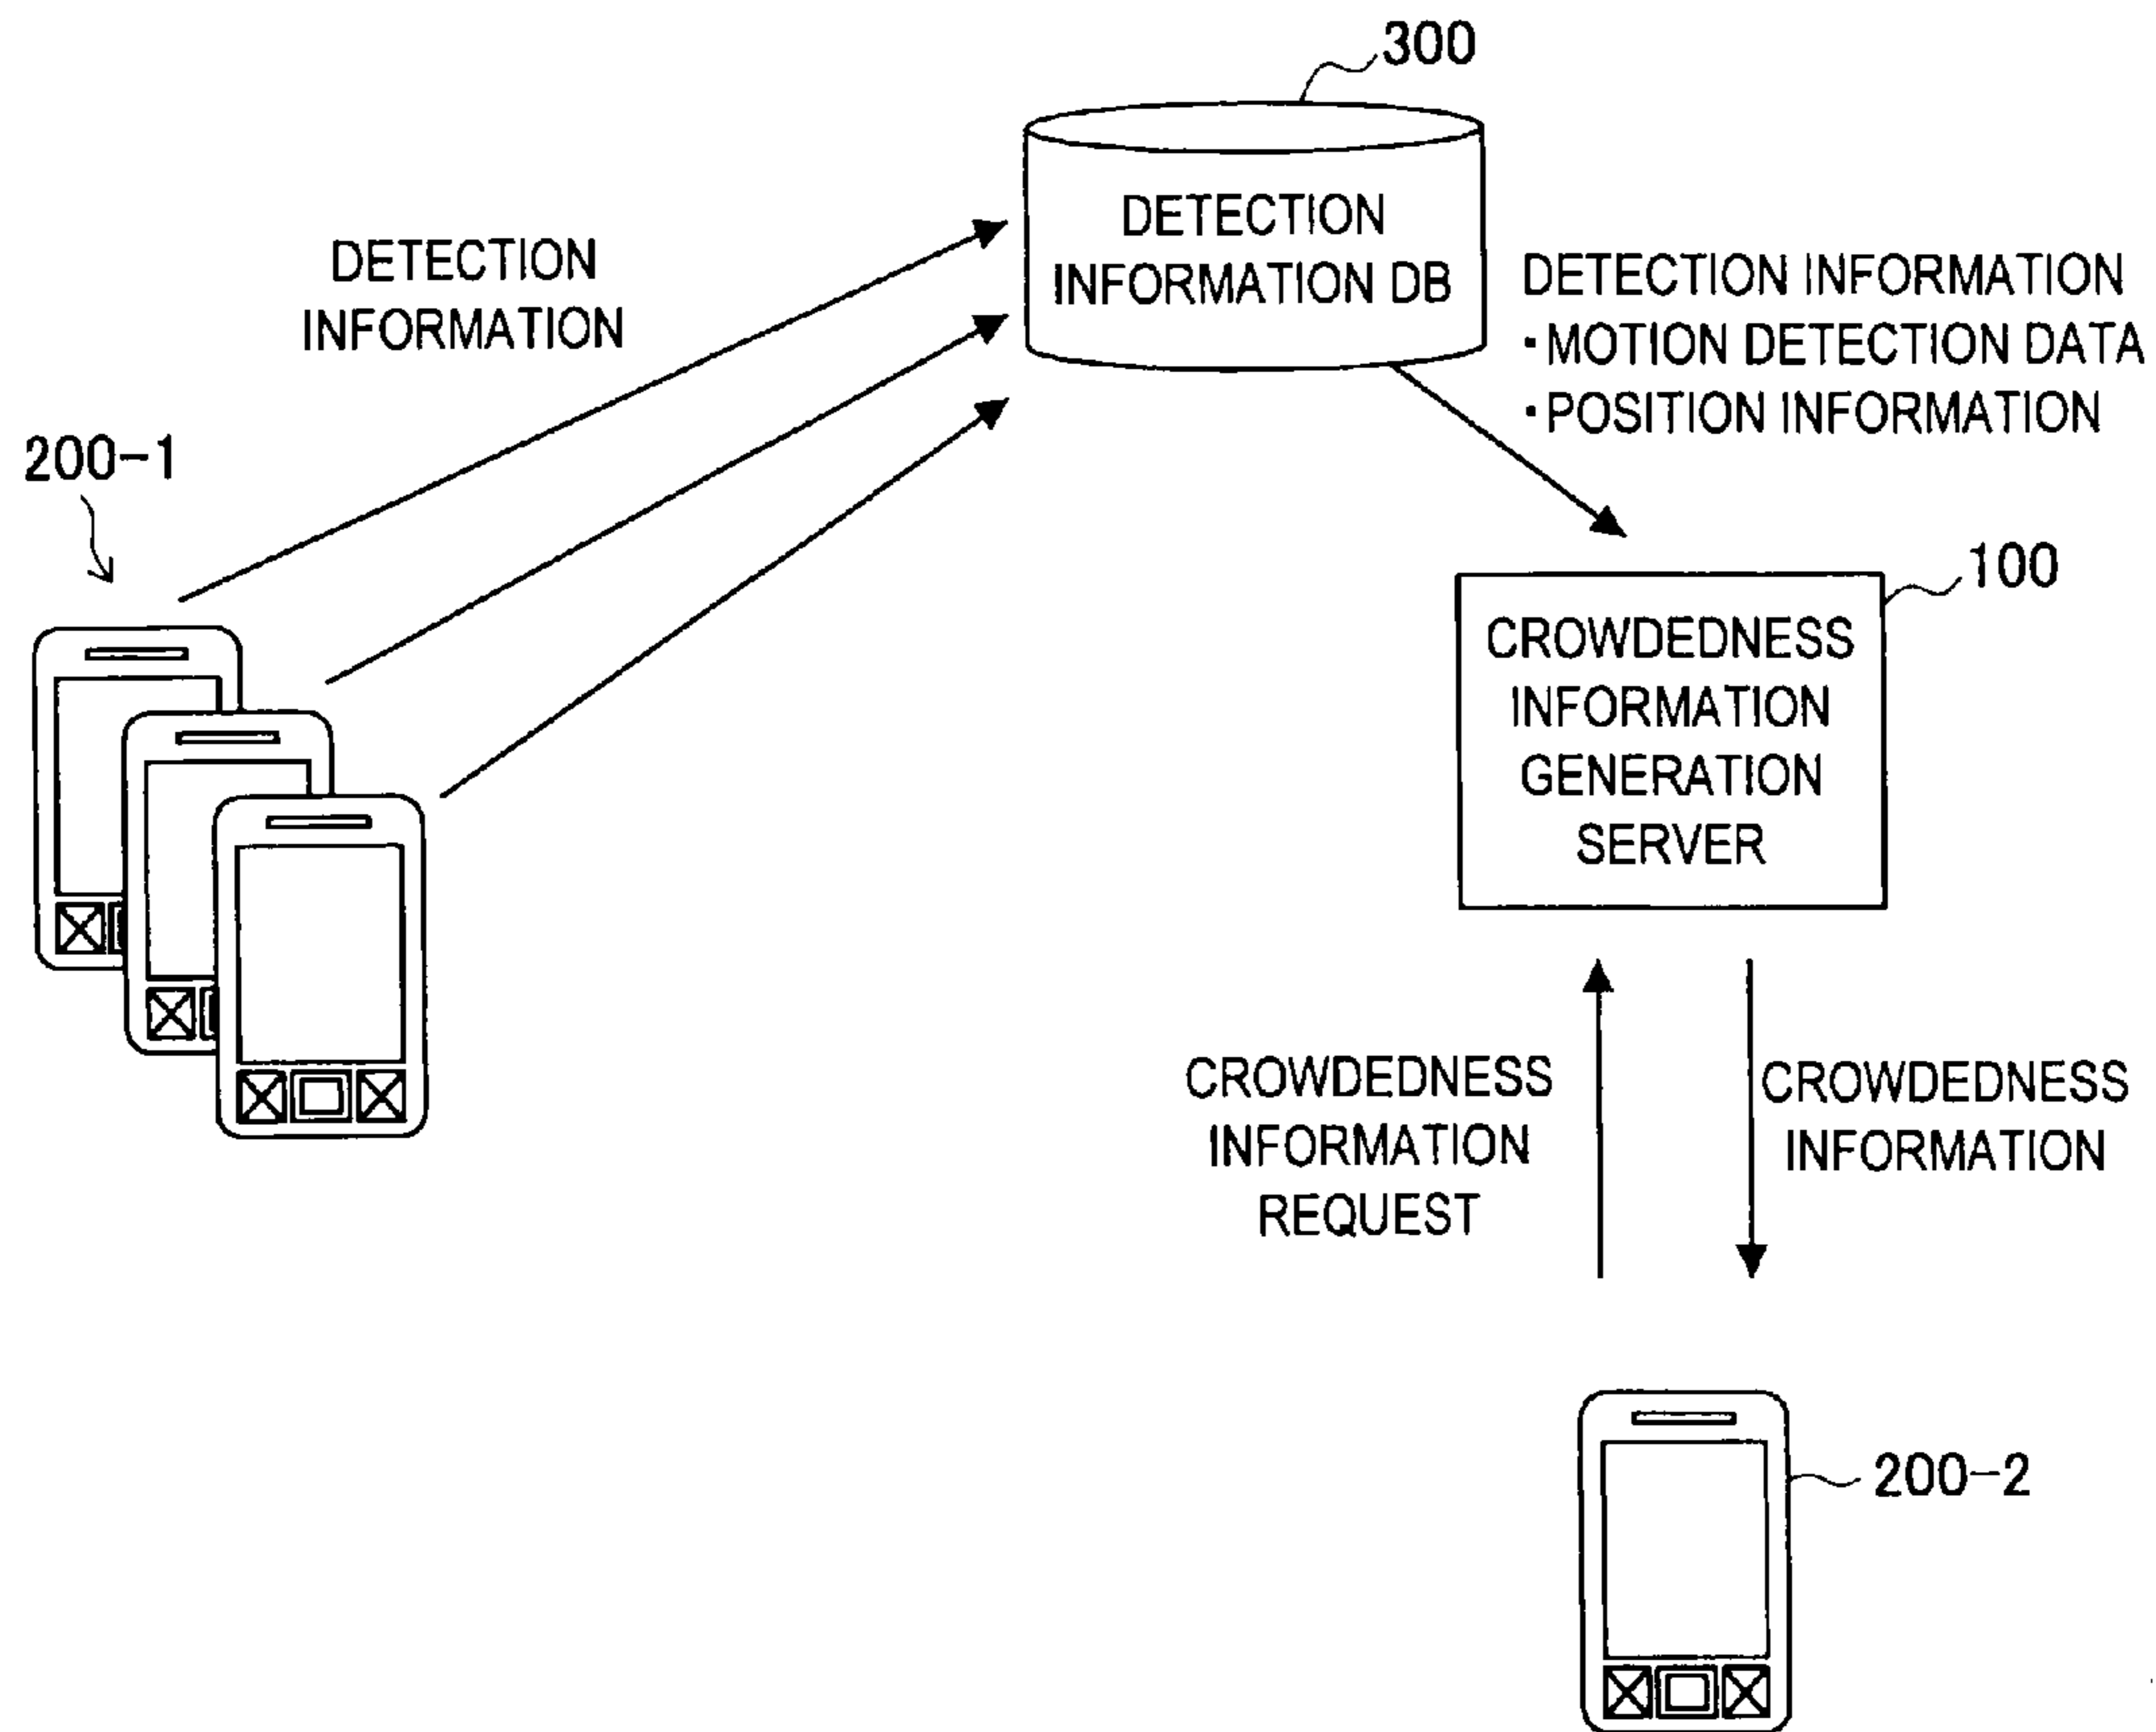 300
DETECTION
INFORMATION DB
DETECTION
INFORMATION
DETECTION INFORMATION
・MOTION DETECTION DATA
・POSITION INFORMATION
200-1
100
CROWDEDNESS
INFORMATION
GENERATION
SERVER
CROWDEDNESS
INFORMATION
REQUEST
CROWDEDNESS
INFORMATION
200-2